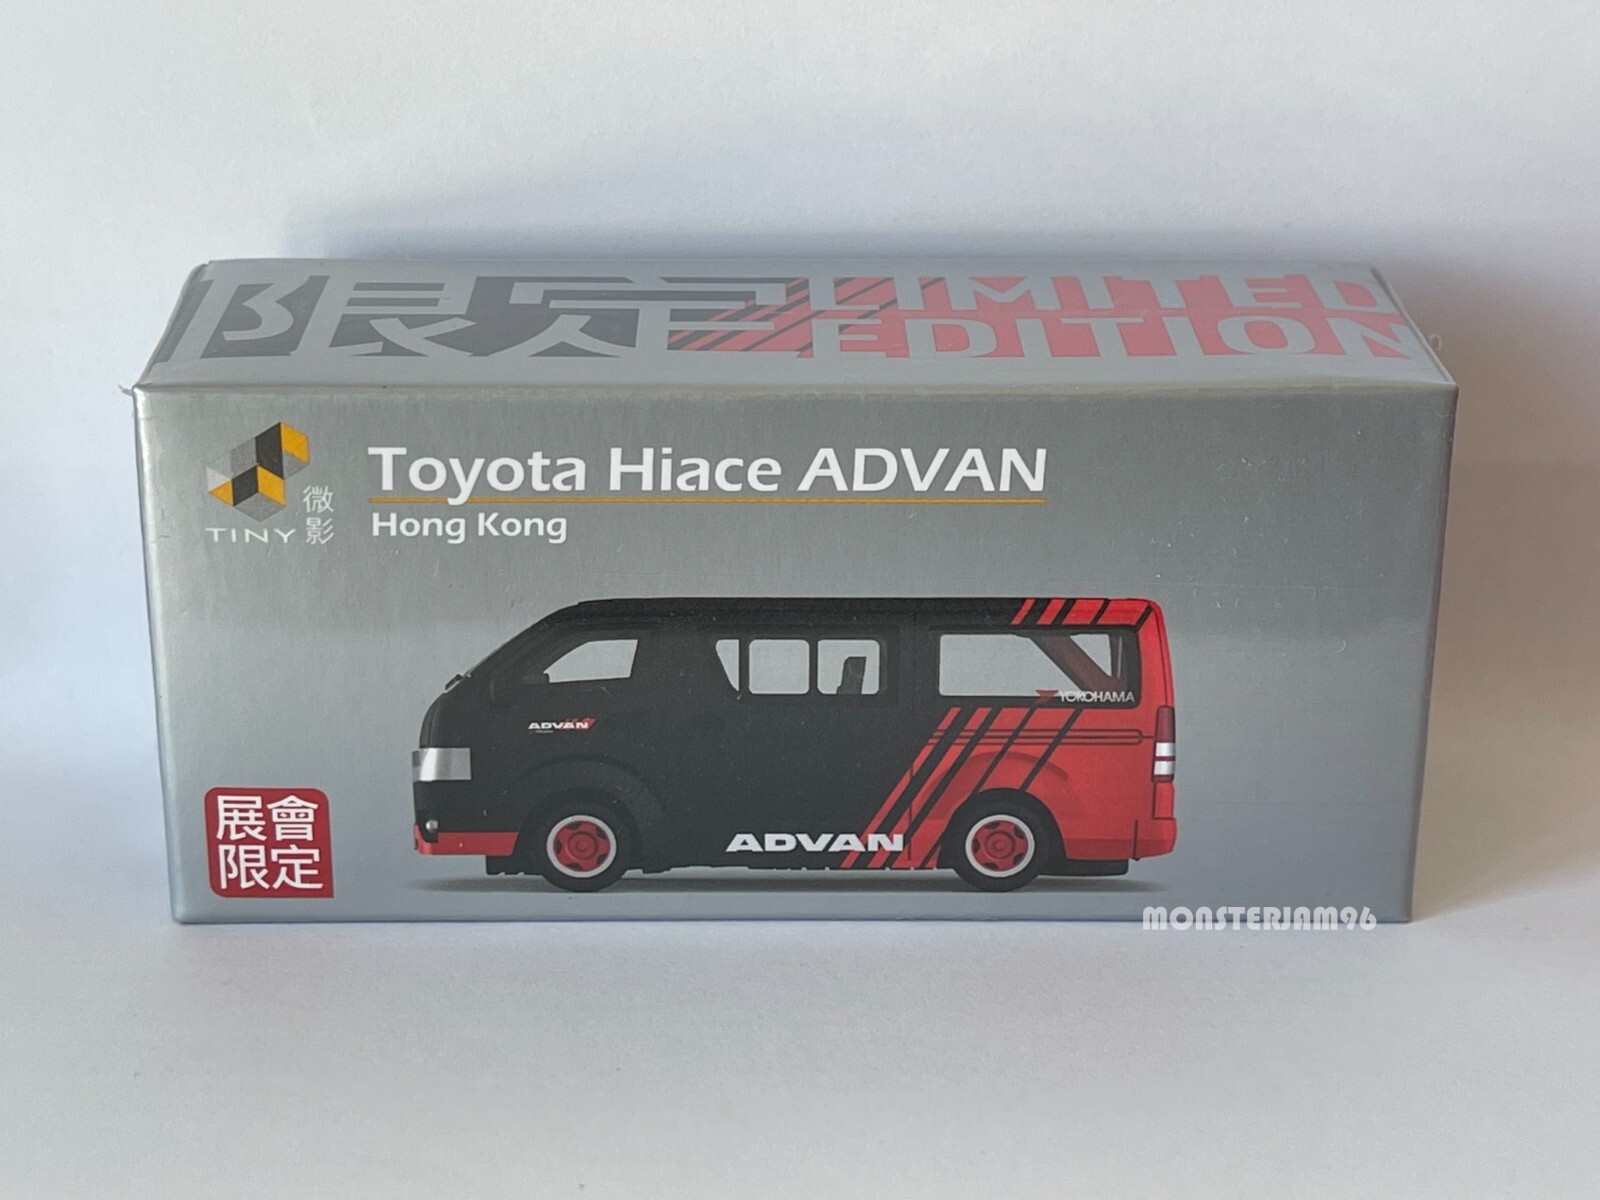 限定 LIMITED
EDITION
Toyota Hiace ADVAN
Hong Kong
TINY 微影
YOKOHAMA
ADVAN
ADVAN
展會
限定
MONSTERJAM96